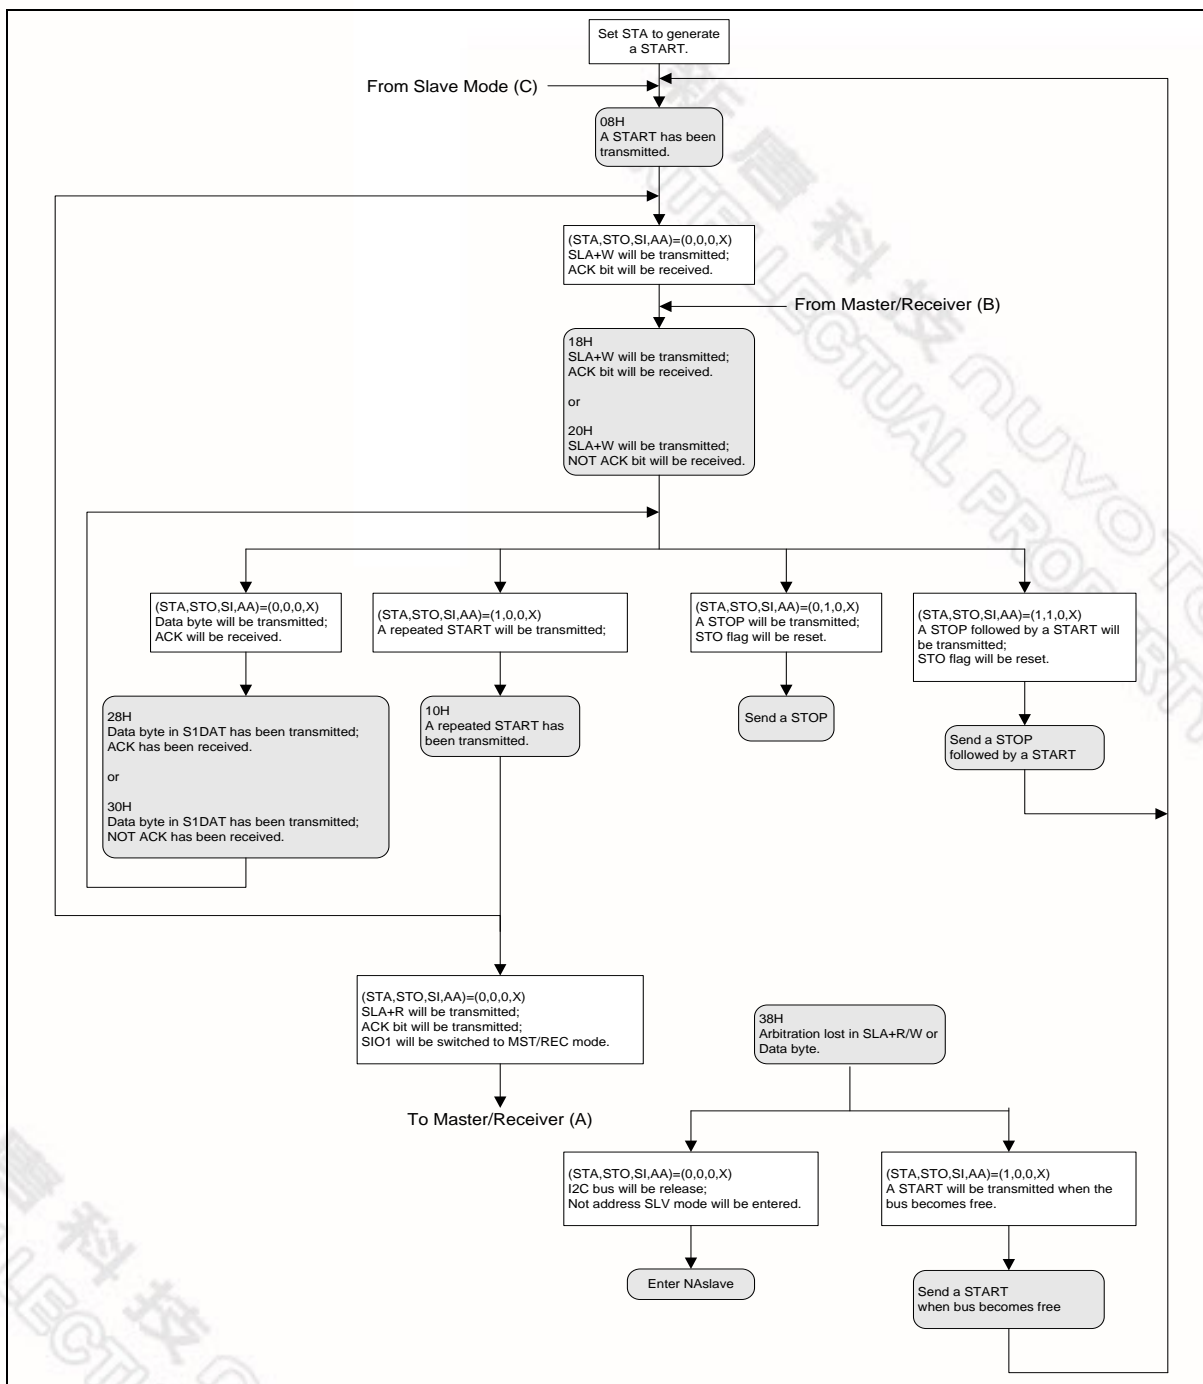 Set STA to generate
a START.
From Slave Mode (C)
08H
A START has been
transmitted.
(STA,STO,SI,AA)=(0,0,0,X)
SLA+W will be transmitted;
ACK bit will be received.
From Master/Receiver (B)
18H
SLA+W will be transmitted;
ACK bit will be received.
or
20H
SLA+W will be transmitted;
NOT ACK bit will be received.
(STA,STO,SI,AA)=(0,0,0,X)
Data byte will be transmitted;
ACK will be received.
(STA,STO,SI,AA)=(1,0,0,X)
A repeated START will be transmitted;
(STA,STO,SI,AA)=(0,1,0,X)
A STOP will be transmitted;
STO flag will be reset.
(STA,STO,SI,AA)=(1,1,0,X)
A STOP followed by a START will
be transmitted;
STO flag will be reset.
28H
Data byte in S1DAT has been transmitted;
ACK has been received.
or
30H
Data byte in S1DAT has been transmitted;
NOT ACK has been received.
10H
A repeated START has
been transmitted.
Send a STOP
Send a STOP
followed by a START
(STA,STO,SI,AA)=(0,0,0,X)
SLA+R will be transmitted;
ACK bit will be transmitted;
SIO1 will be switched to MST/REC mode.
To Master/Receiver (A)
38H
Arbitration lost in SLA+R/W or
Data byte.
(STA,STO,SI,AA)=(0,0,0,X)
I2C bus will be release;
Not address SLV mode will be entered.
(STA,STO,SI,AA)=(1,0,0,X)
A START will be transmitted when the
bus becomes free.
Enter NAslave
Send a START
when bus becomes free
新唐科技 nuvoTo
LECTUAL PROPERTY
唐科技
LECTUA